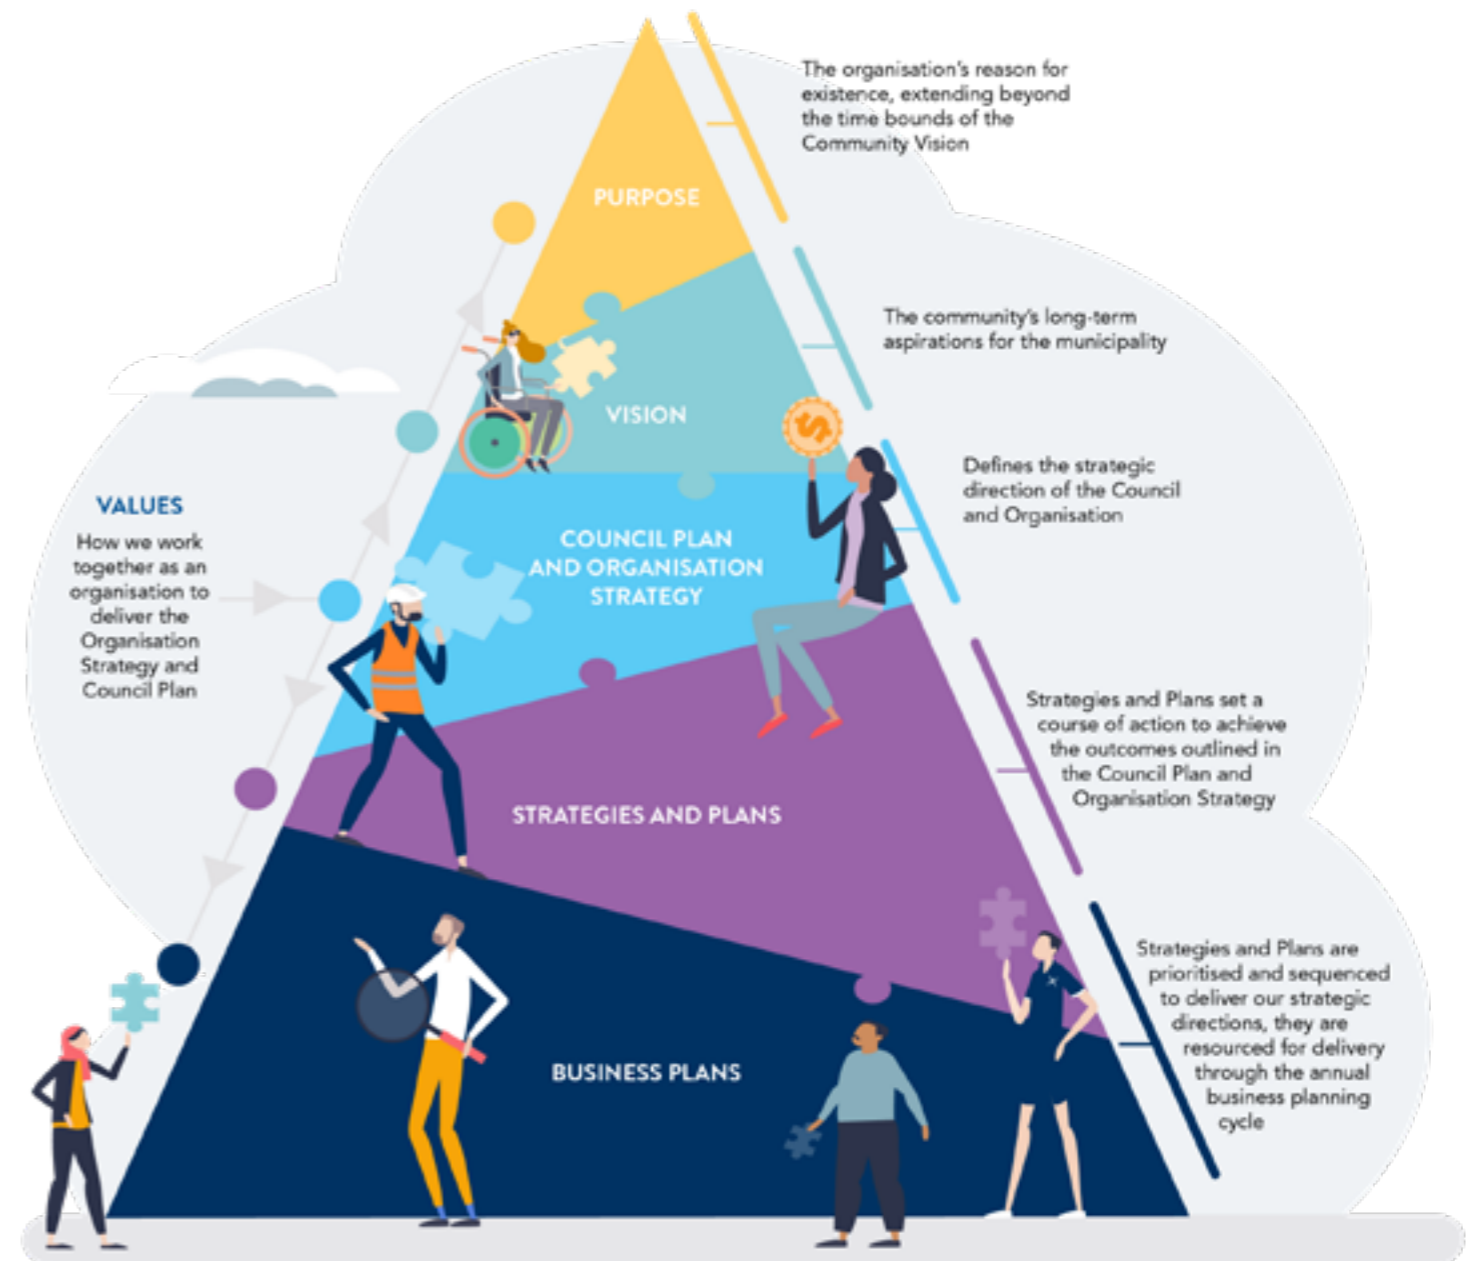 The organisation's reason for
existence, extending beyond
the time bounds of the
Community Vision
PURPOSE
The community's long-term
aspirations for the municipality
VISION
Defines the strategic
direction of the Council
and Organisation
VALUES
How we work
together as an
organisation to
deliver the
Organisation
Strategy and
Council Plan
COUNCIL PLAN
AND ORGANISATION
STRATEGY
Strategies and Plans set a
course of action to achieve
the outcomes outlined in
the Council Plan and
Organisation Strategy
STRATEGIES AND PLANS
Strategies and Plans are
prioritised and sequenced
to deliver our strategic
directions, they are
resourced for delivery
through the annual
business planning
cycle
BUSINESS PLANS